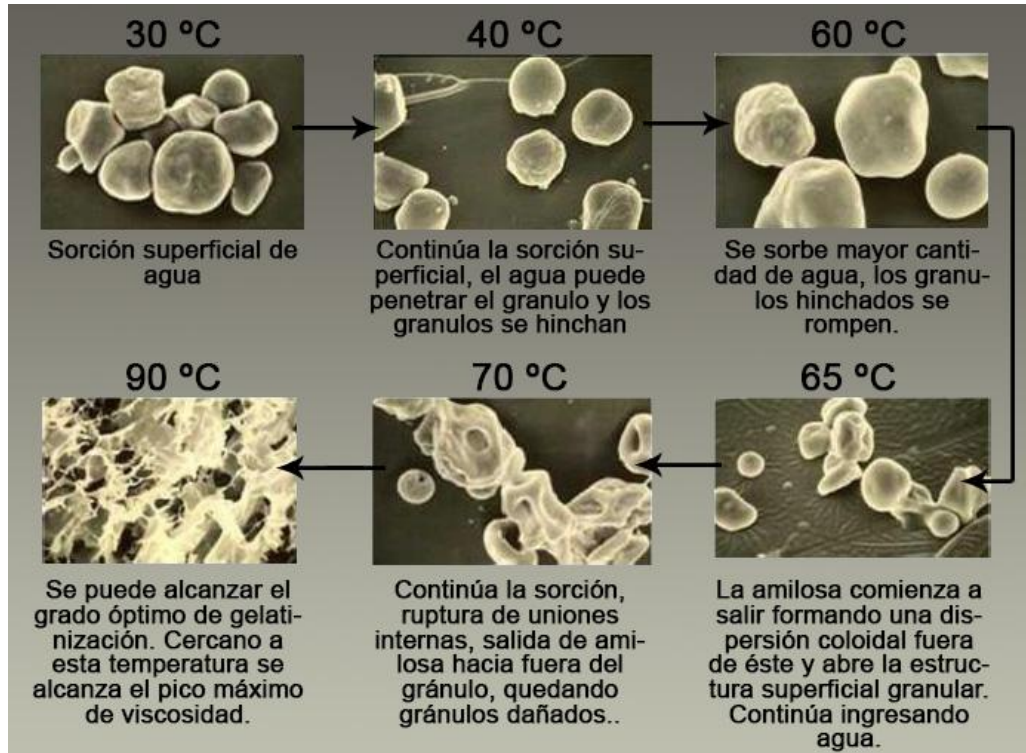 30 ºC
Sorción superficial de
agua
40 ºC
Continúa la sorción su-
perficial, el agua puede
penetrar el granulo y los
granulos se hinchan
60 ºC
Se sorbe mayor canti-
dad de agua, los granu-
los hinchados se
rompen.
65 ºC
La amilosa comienza a
salir formando una dis-
persión coloidal fuera
de éste y abre la estruc-
tura superficial granular.
Continúa ingresando
agua.
70 ºC
Continúa la sorción,
ruptura de uniones
internas, salida de ami-
losa hacia fuera del
gránulo, quedando
gránulos dañados..
90 ºC
Se puede alcanzar el
grado óptimo de gelati-
nización. Cercano a
esta temperatura se
alcanza el pico máximo
de viscosidad.